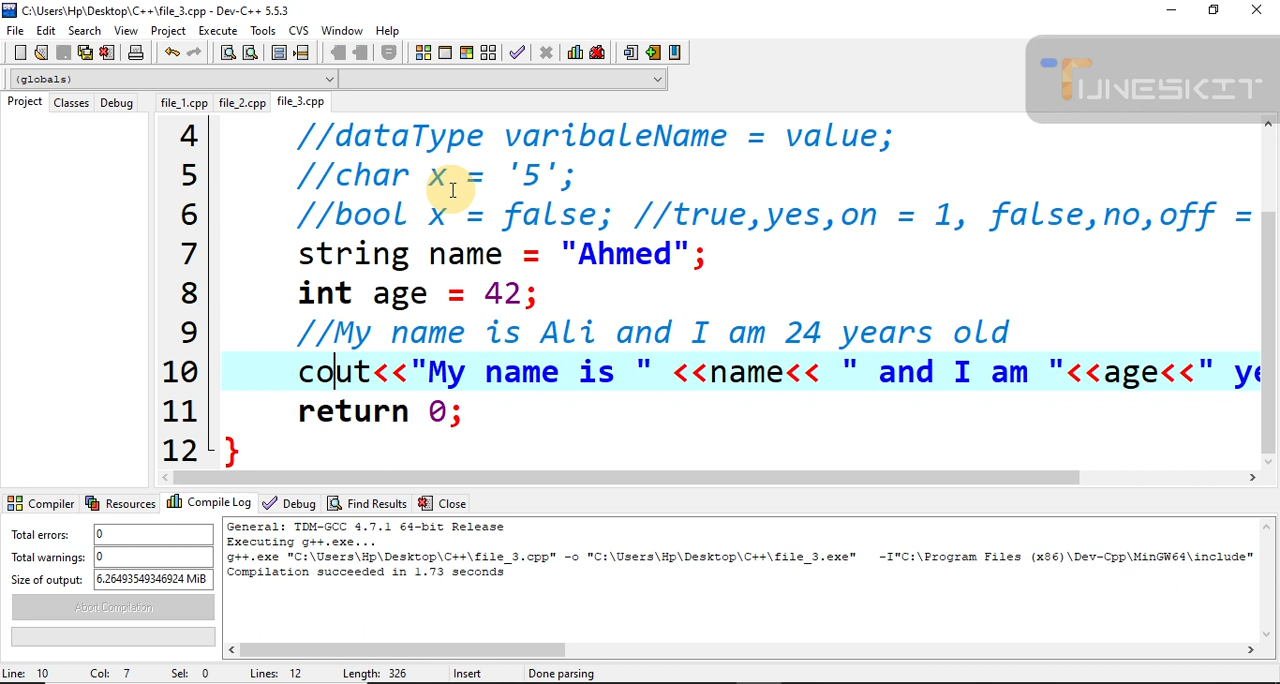 C:\Users\Hp\Desktop\C++\file_3.cpp - Dev-C++ 5.5.3
File Edit Search View Project Execute Tools CVS Window Help
(globals)
TUNESKIT
Project Classes Debug file_1.cpp file_2.cpp file_3.cpp
4 //dataType varibaleName = value;
5 //char x = '5';
6 //bool x = false; //true,yes,on = 1, false,no,off =
7 string name = "Ahmed";
8 int age = 42;
9 //My name is Ali and I am 24 years old
10 cout<<"My name is " <<name<< " and I am "<<age<<" ye
11 return 0;
12 }
Compiler Resources Compile Log Debug Find Results Close
Total errors: 0
Total warnings: 0
Size of output: 6.26493549346924 MiB
Abort Compilation
General: TDM-GCC 4.7.1 64-bit Release
Executing g++.exe...
g++.exe "C:\Users\Hp\Desktop\C++\file_3.cpp" -o "C:\Users\Hp\Desktop\C++\file_3.exe" -I"C:\Program Files (x86)\Dev-Cpp\MinGW64\include"
Compilation succeeded in 1.73 seconds
Line: 10 Col: 7 Sel: 0 Lines: 12 Length: 326 Insert Done parsing